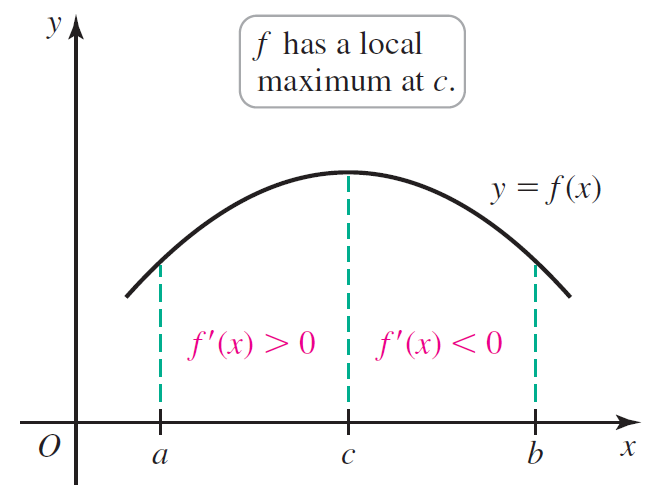 y
f has a local
maximum at c.
y = f(x)
f'(x) > 0
f'(x) < 0
O
a
c
b
x